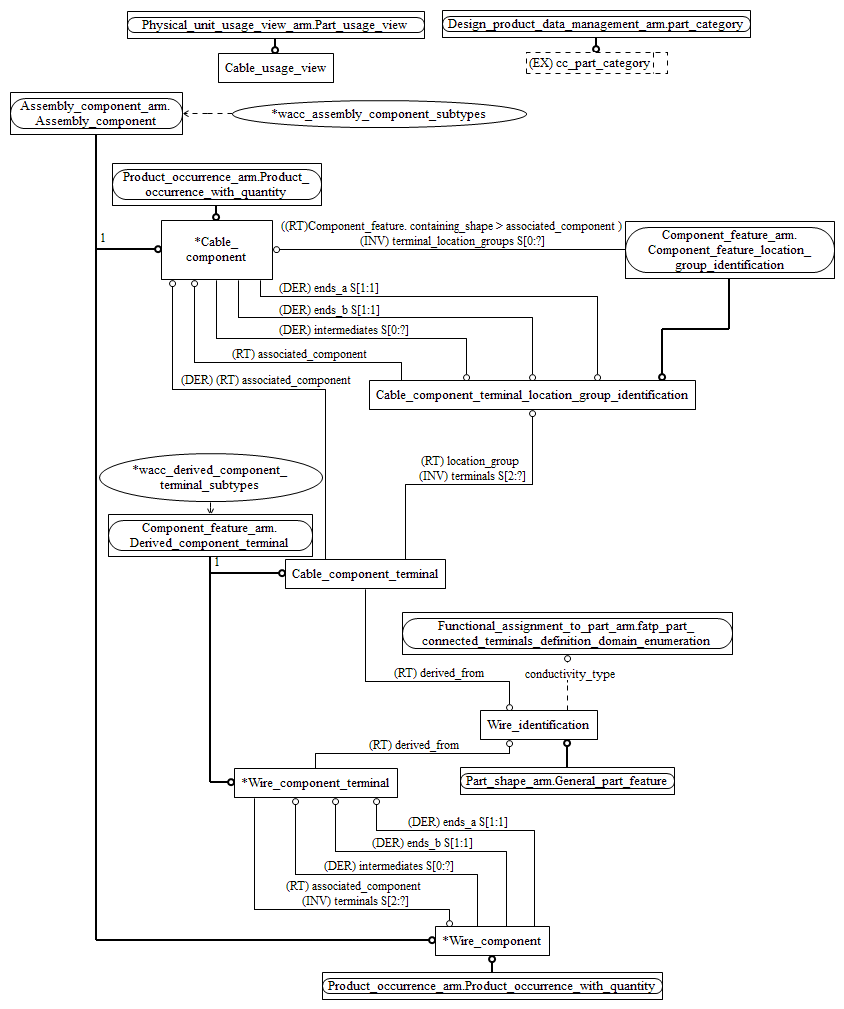 Physical_unit_usage_view_arm.Part_usage_view
Design_product_data_management_arm.part_category
Cable_usage_view
(EX) cc_part_category
Assembly_component_arm.
Assembly_component
*wacc_assembly_component_subtypes
Product_occurrence_arm.Product_
occurrence_with_quantity
1
*Cable_
component
((RT)Component_feature. containing_shape > associated_component )
(INV) terminal_location_groups S[0:?]
Component_feature_arm.
Component_feature_location_
group_identification
(DER) ends_a S[1:1]
(DER) ends_b S[1:1]
(DER) intermediates S[0:?]
(RT) associated_component
(DER) (RT) associated_component
Cable_component_terminal_location_group_identification
(RT) location_group
(INV) terminals S[2:?]
*wacc_derived_component_
terminal_subtypes
Component_feature_arm.
Derived_component_terminal
1
Cable_component_terminal
Functional_assignment_to_part_arm.fatp_part_
connected_terminals_definition_domain_enumeration
(RT) derived_from
conductivity_type
Wire_identification
(RT) derived_from
*Wire_component_terminal
Part_shape_arm.General_part_feature
(DER) ends_a S[1:1]
(DER) ends_b S[1:1]
(DER) intermediates S[0:?]
(RT) associated_component
(INV) terminals S[2:?]
*Wire_component
Product_occurrence_arm.Product_occurrence_with_quantity